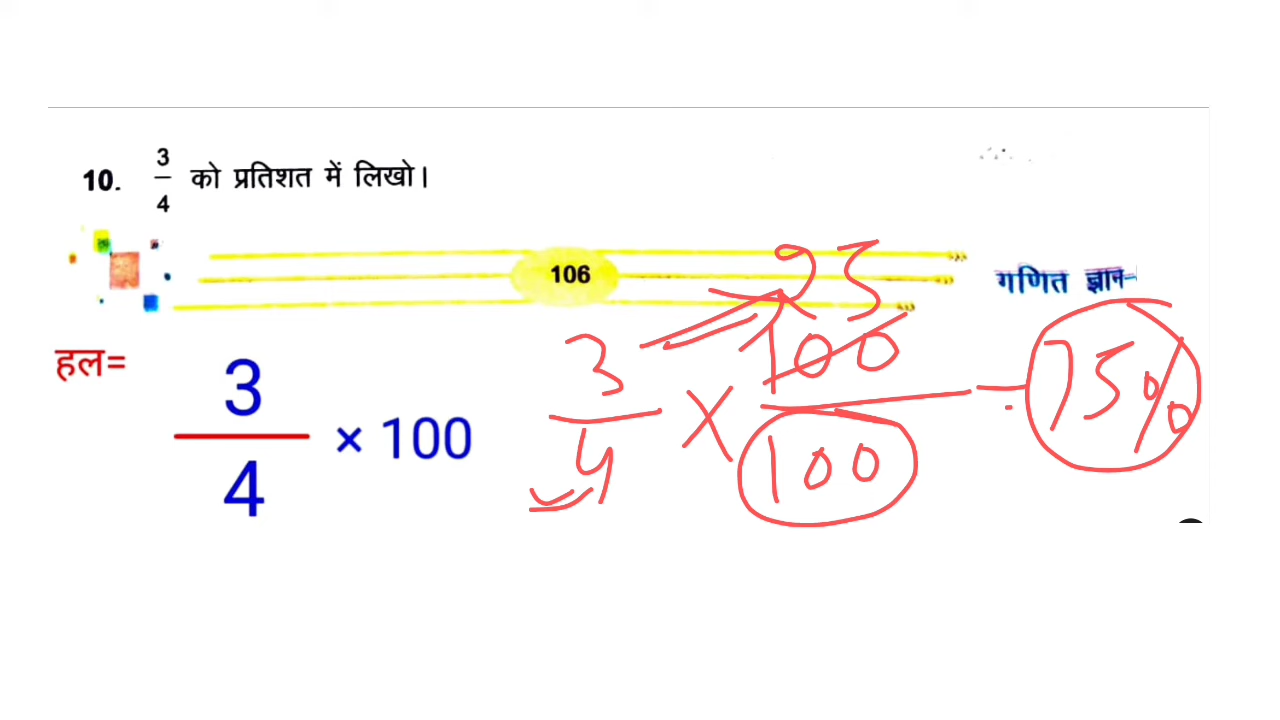 10. 3/4 को प्रतिशत में लिखो।
106
गणित ज्ञान-
हल= 3/4 × 100
25
3/4 × 100/100 = 75%